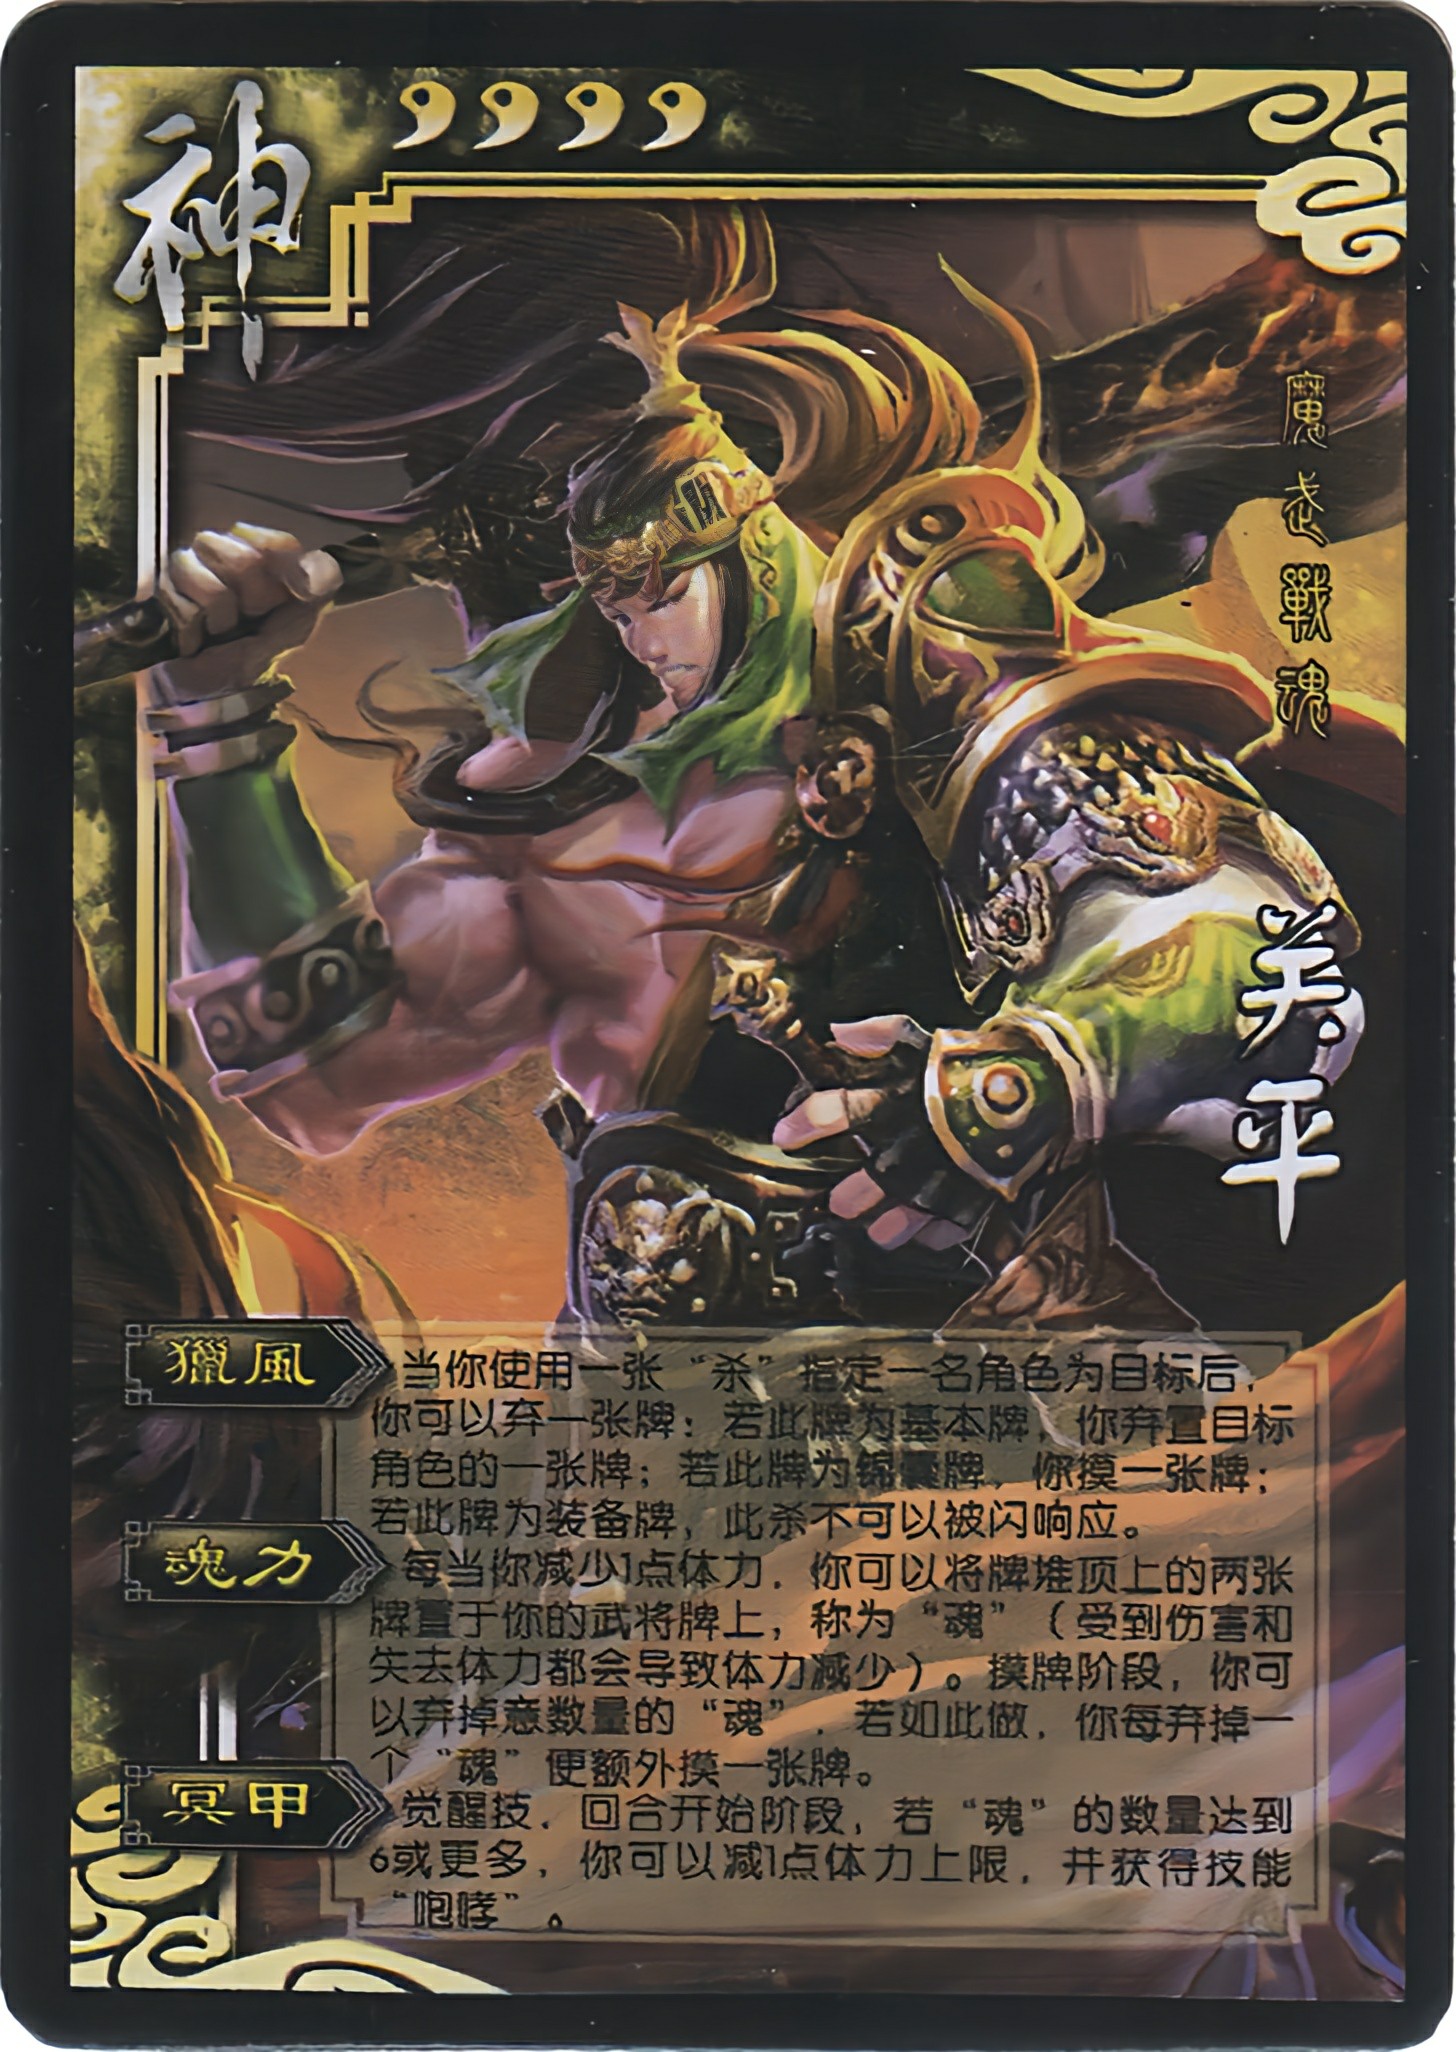 神
魔武戰魂
关平
獵風
当你使用一张“杀”指定一名角色为目标后，
你可以弃一张牌：若此牌为基本牌，你弃置目标
角色的一张牌；若此牌为锦囊牌，你摸一张牌；
若此牌为装备牌，此杀不可以被闪响应。
魂力
每当你减少1点体力，你可以将牌堆顶上的两张
牌置于你的武将牌上，称为“魂”（受到伤害和
失去体力都会导致体力减少）。摸牌阶段，你可
以弃掉意数量的“魂”，若如此做，你每弃掉一
个“魂”便额外摸一张牌。
冥甲
觉醒技，回合开始阶段，若“魂”的数量达到
6或更多，你可以减1点体力上限，并获得技能
“咆哮”。